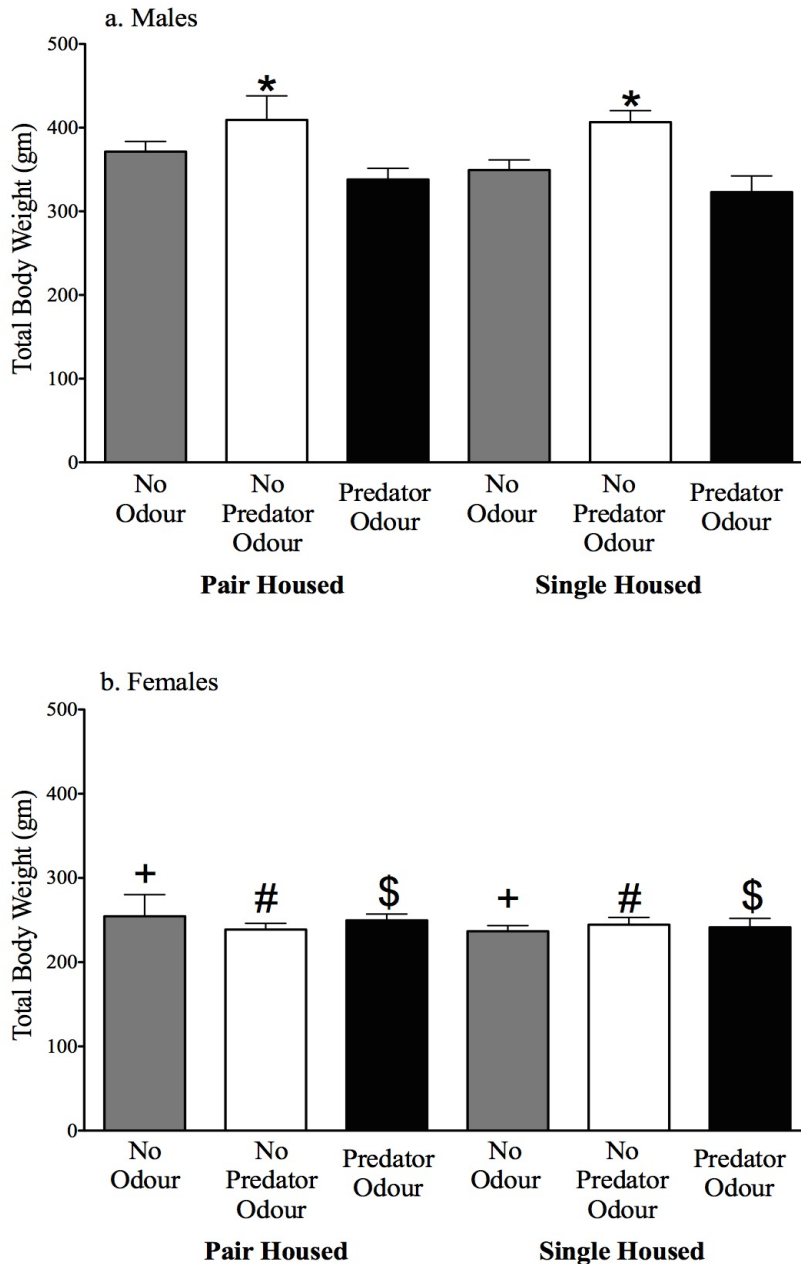 a. Males
Total Body Weight (gm)
500
400
300
200
100
0
*
*
No No Predator No No Predator
Odour Predator Odour Odour Predator Odour
Odour Odour
Pair Housed Single Housed
b. Females
Total Body Weight (gm)
500
400
300
200
100
0
+ # $ + # $
No No Predator No No Predator
Odour Predator Odour Odour Predator Odour
Odour Odour
Pair Housed Single Housed